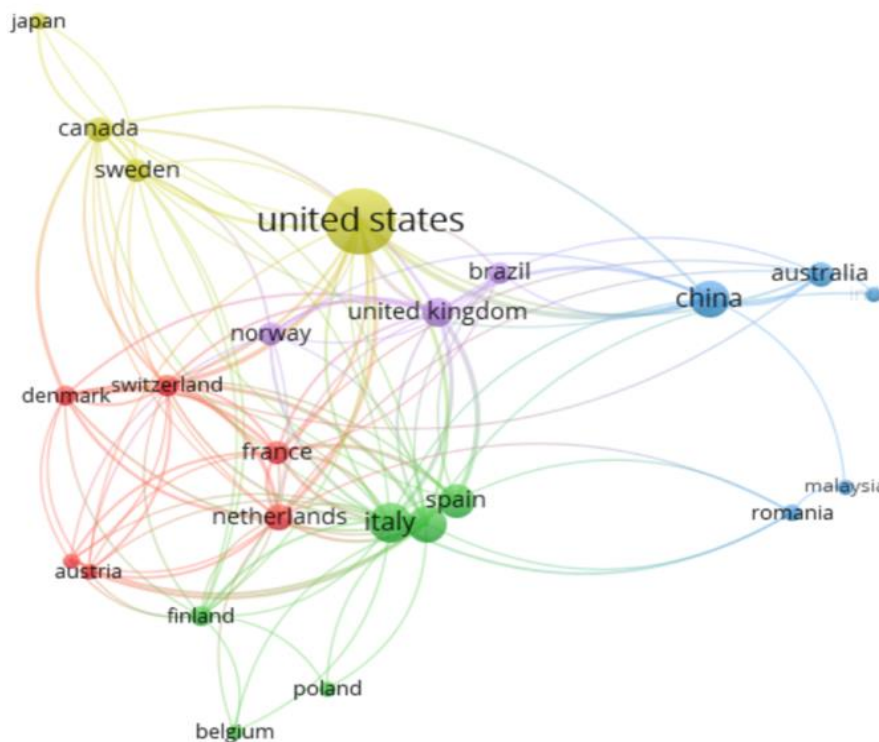 japan
canada
sweden
united states
brazil
australia
china
united kingdom
norway
switzerland
denmark
france
spain
malaysia
netherlands
italy
romania
austria
finland
poland
belgium